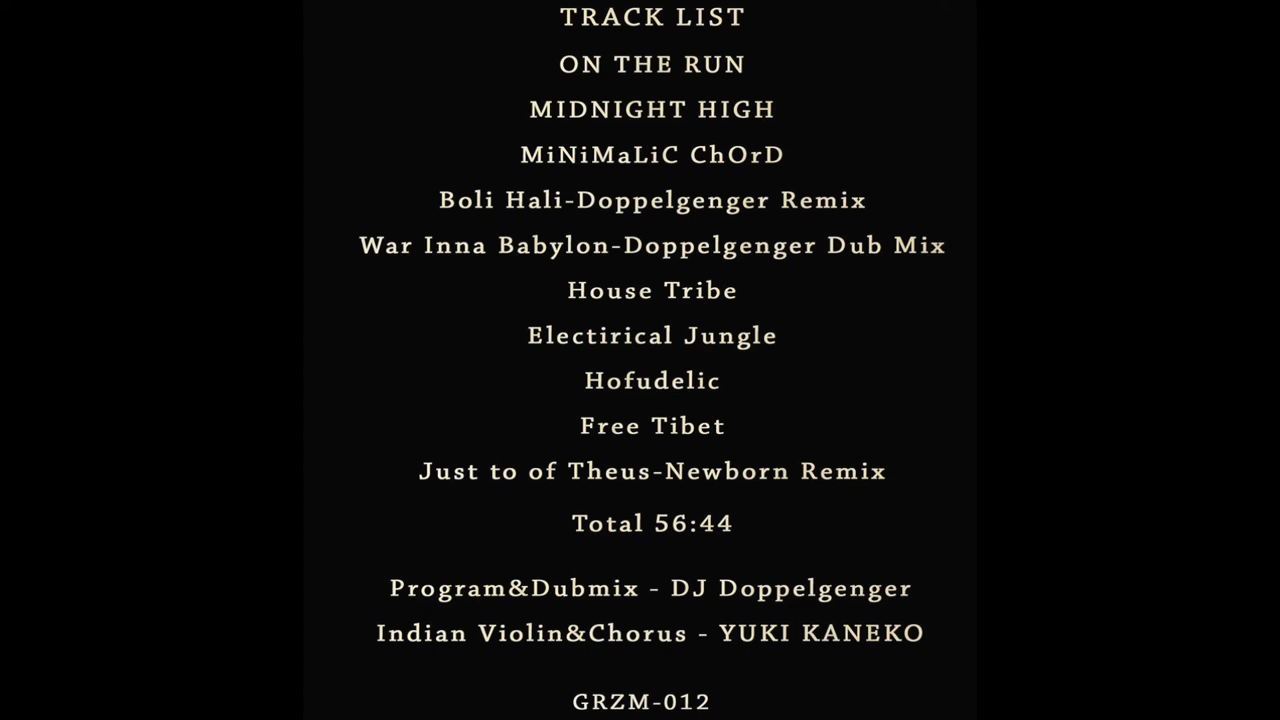 TRACK LIST
ON THE RUN
MIDNIGHT HIGH
MiNiMaLiC ChOrD
Boli Hali-Doppelgenger Remix
War Inna Babylon-Doppelgenger Dub Mix
House Tribe
Electirical Jungle
Hofudelic
Free Tibet
Just to of Theus-Newborn Remix
Total 56:44
Program&Dubmix - DJ Doppelgenger
Indian Violin&Chorus - YUKI KANEKO
GRZM-012